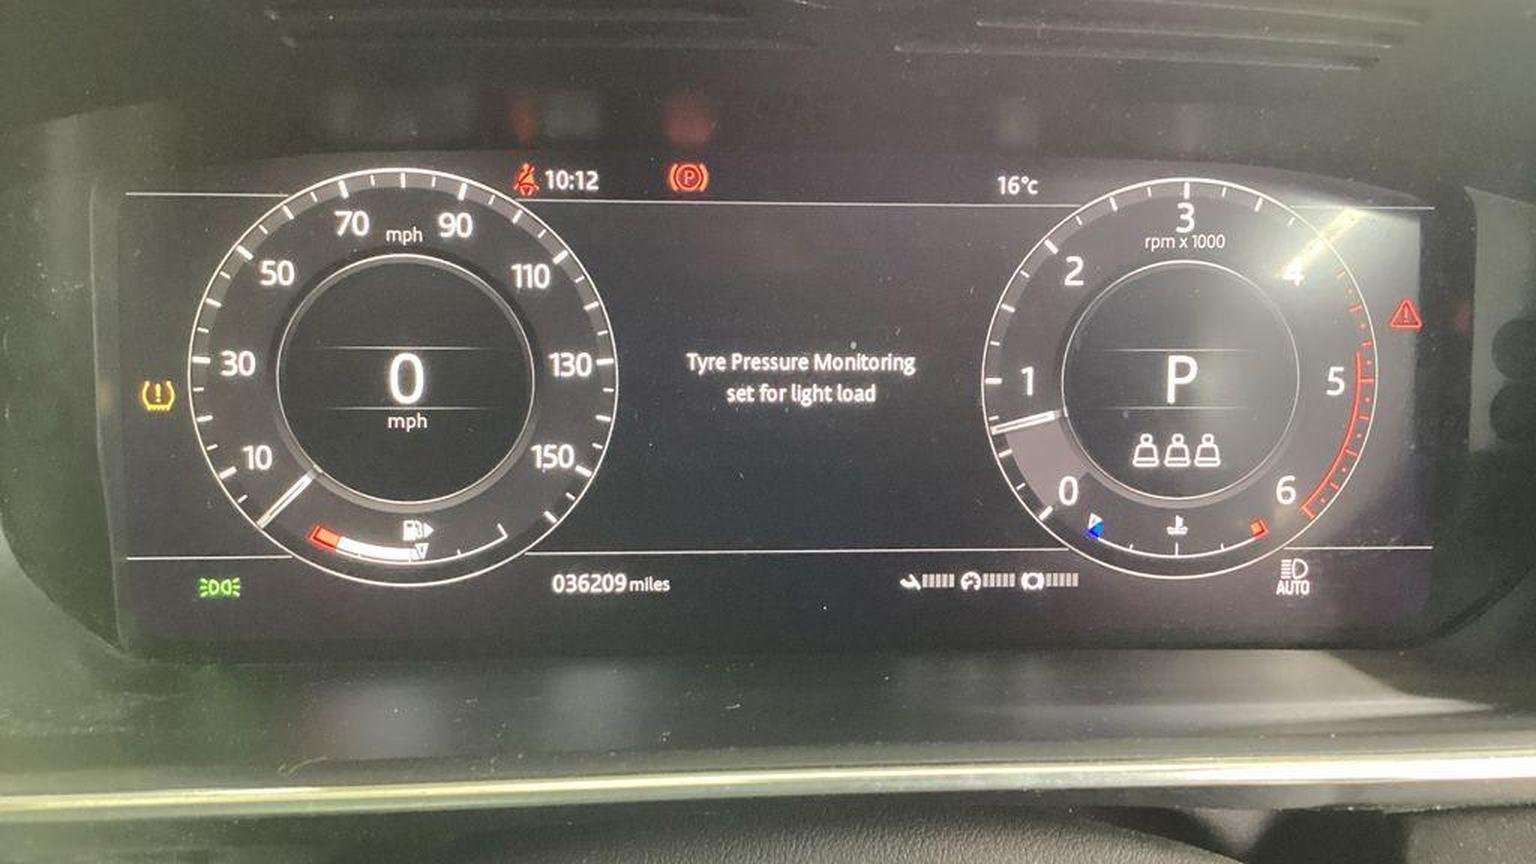 10:12
P
16°c
70 mph 90
50 110
30 130
10 150
0
mph
Tyre Pressure Monitoring
set for light load
3
rpm x 1000
2 4
1 5
0 6
P
036209 miles
AUTO